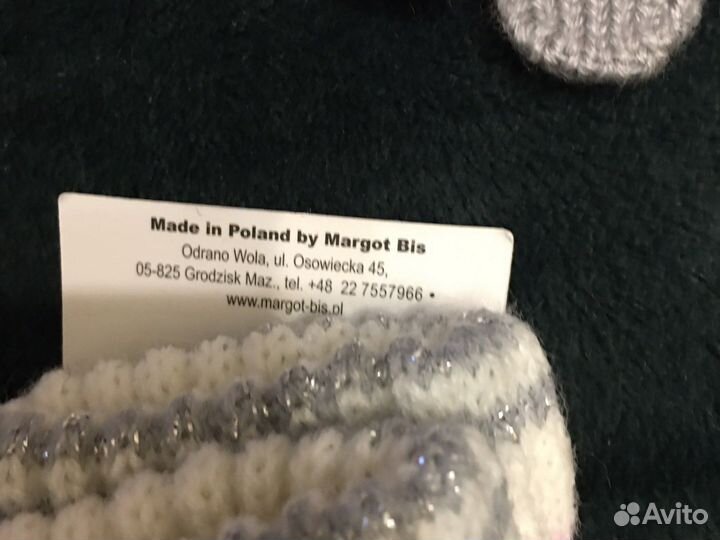 Made in Poland by Margot Bis
Odrano Wola, ul. Osowiecka 45,
05-825 Grodzisk Maz., tel. +48 22 7557966 •
www.margot-bis.pl
Avito